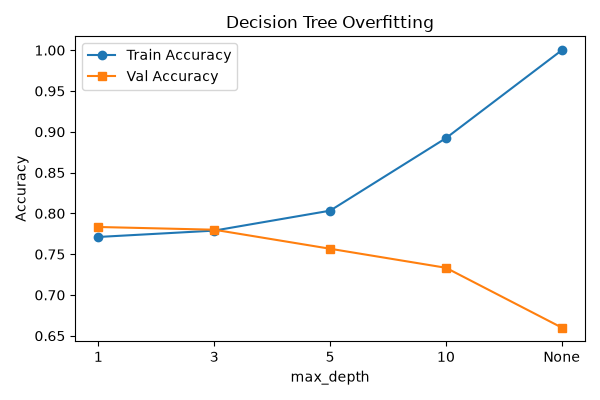 Decision Tree Overfitting
Train Accuracy
Val Accuracy
Accuracy
1.00
0.95
0.90
0.85
0.80
0.75
0.70
0.65
1 3 5 10 None
max_depth